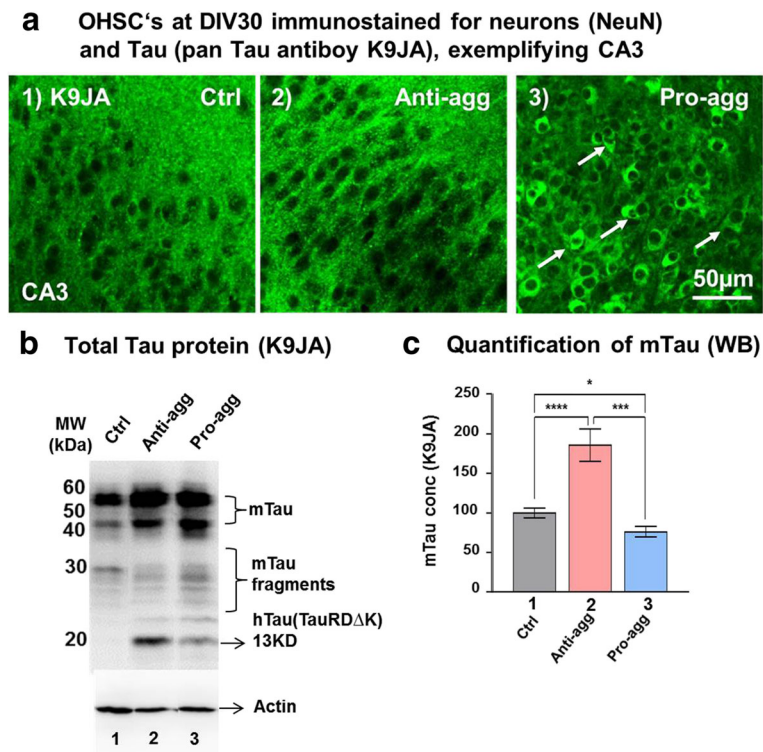 a OHSC‘s at DIV30 immunostained for neurons (NeuN)
and Tau (pan Tau antiboy K9JA), exemplifying CA3
1) K9JA Ctrl
2) Anti-agg
3) Pro-agg
CA3
50µm
b Total Tau protein (K9JA)
MW
(kDa)
Ctrl
Anti-agg
Pro-agg
60
50
40
30
20
mTau
mTau
fragments
hTau(TauRDΔK)
13KD
Actin
1 2 3
c Quantification of mTau (WB)
mTau conc (K9JA)
250
200
150
100
50
0
*
**** ***
1 2 3
Ctrl
Anti-agg
Pro-agg